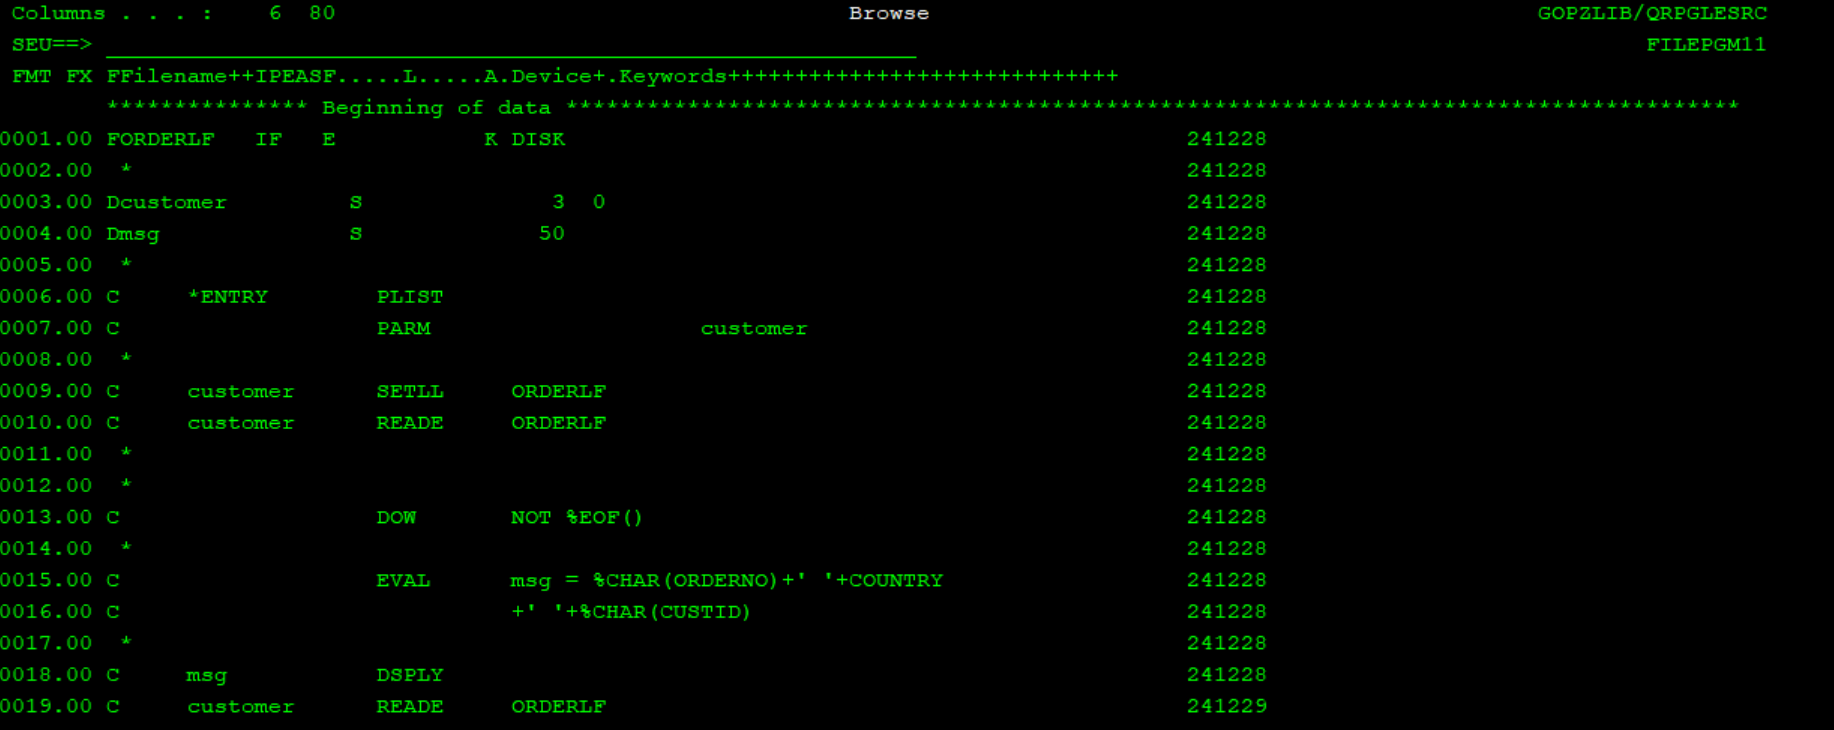 Columns . . . :    6  80                                      Browse                                             GOPZLIB/QRPGLESRC
SEU==> ____________________________________________________________                                                      FILEPGM11
FMT FX FFilename++IPEASF.....L.....A.Device+.Keywords+++++++++++++++++++++++++++++
       *************** Beginning of data ***************************************************************************************
0001.00 FORDERLF   IF   E           K DISK                                              241228
0002.00  *                                                                              241228
0003.00 Dcustomer         S              3  0                                           241228
0004.00 Dmsg              S             50                                              241228
0005.00  *                                                                              241228
0006.00 C     *ENTRY        PLIST                                                       241228
0007.00 C                   PARM                    customer                            241228
0008.00  *                                                                              241228
0009.00 C     customer      SETLL     ORDERLF                                           241228
0010.00 C     customer      READE     ORDERLF                                           241228
0011.00  *                                                                              241228
0012.00  *                                                                              241228
0013.00 C                   DOW       NOT %EOF()                                        241228
0014.00  *                                                                              241228
0015.00 C                   EVAL      msg = %CHAR(ORDERNO)+' '+COUNTRY                  241228
0016.00 C                             +' '+%CHAR(CUSTID)                                241228
0017.00  *                                                                              241228
0018.00 C     msg           DSPLY                                                       241228
0019.00 C     customer      READE     ORDERLF                                           241229